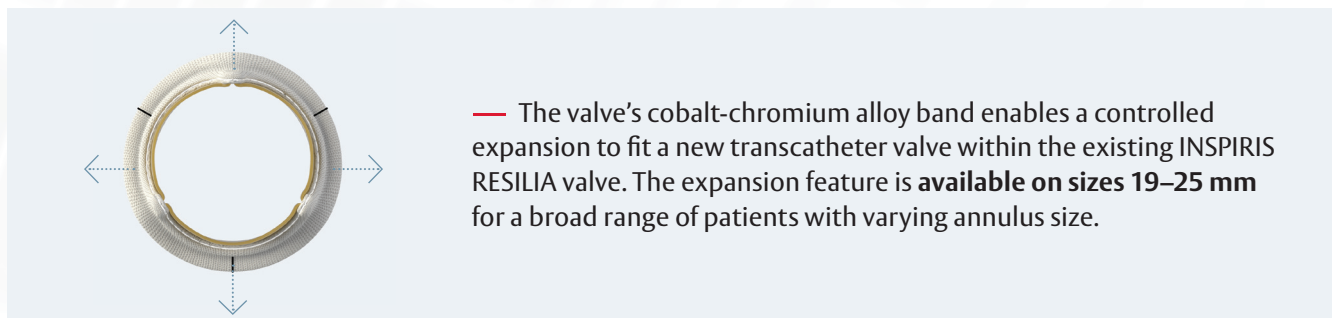 — The valve’s cobalt-chromium alloy band enables a controlled
expansion to fit a new transcatheter valve within the existing INSPIRIS
RESILIA valve. The expansion feature is available on sizes 19–25 mm
for a broad range of patients with varying annulus size.